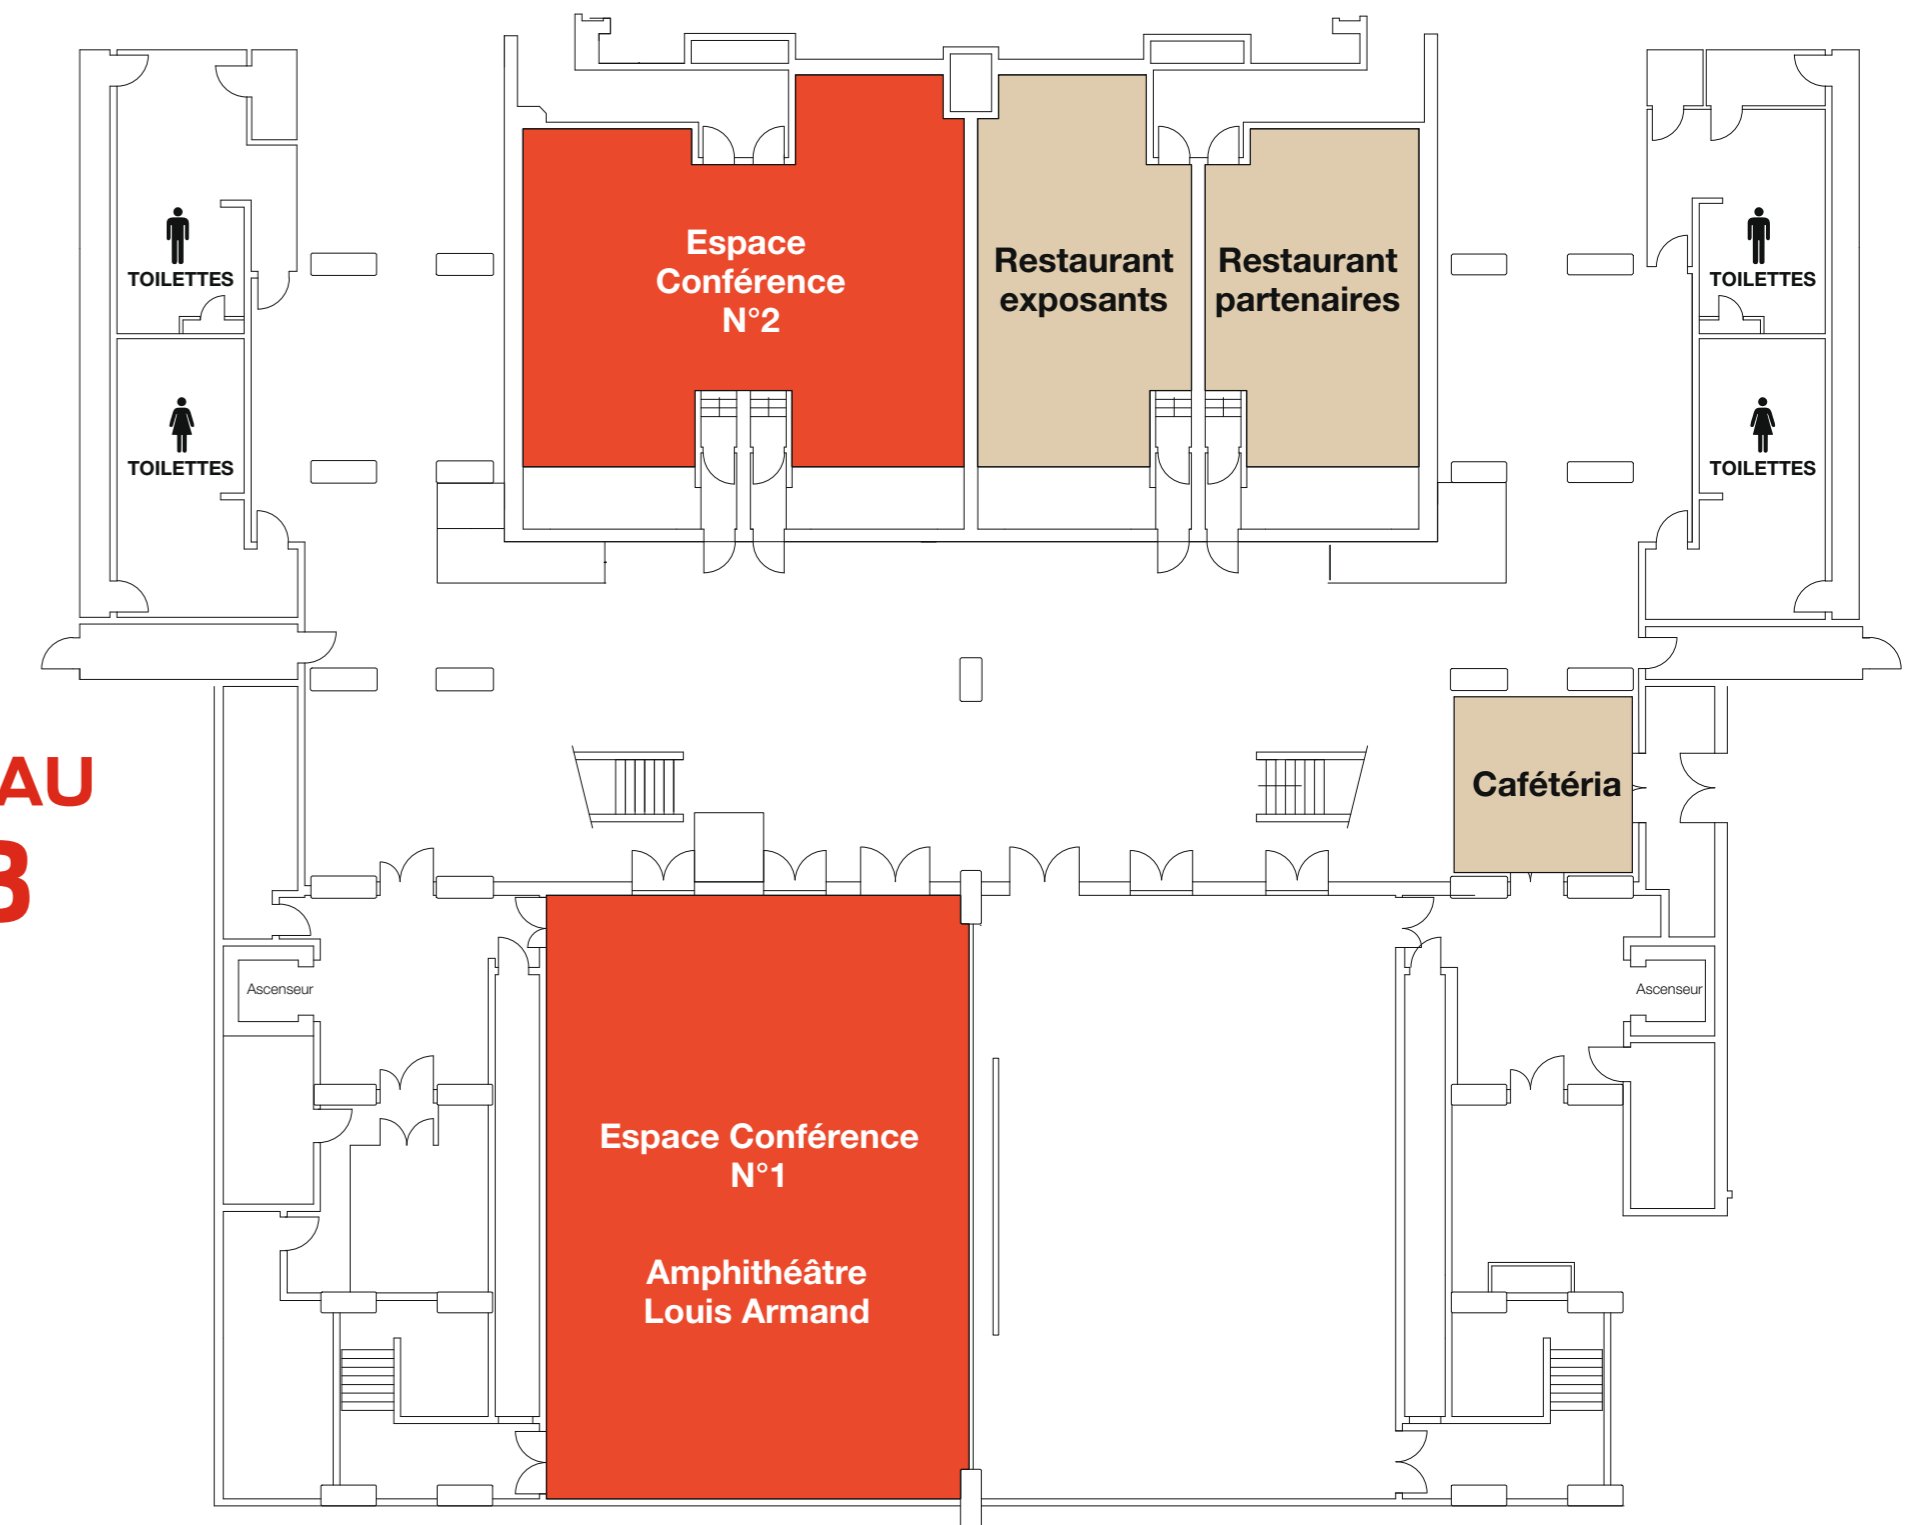 TOILETTES
TOILETTES
Espace
Conférence
N°2
Restaurant
exposants
Restaurant
partenaires
TOILETTES
TOILETTES
AU
3
Cafétéria
Ascenseur
Ascenseur
Espace Conférence
N°1
Amphithéâtre
Louis Armand